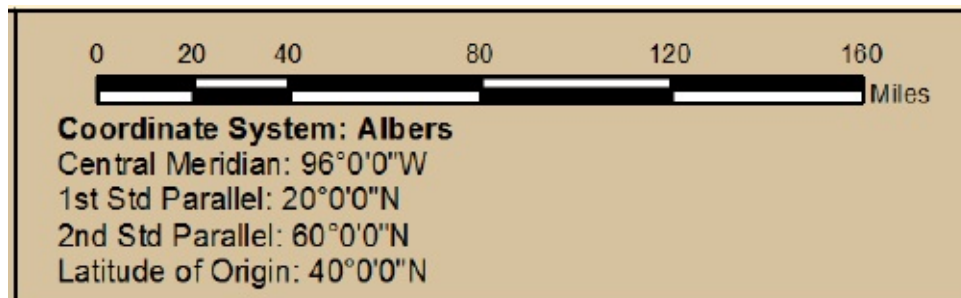 0 20 40 80 120 160
Miles
Coordinate System: Albers
Central Meridian: 96°0'0"W
1st Std Parallel: 20°0'0"N
2nd Std Parallel: 60°0'0"N
Latitude of Origin: 40°0'0"N